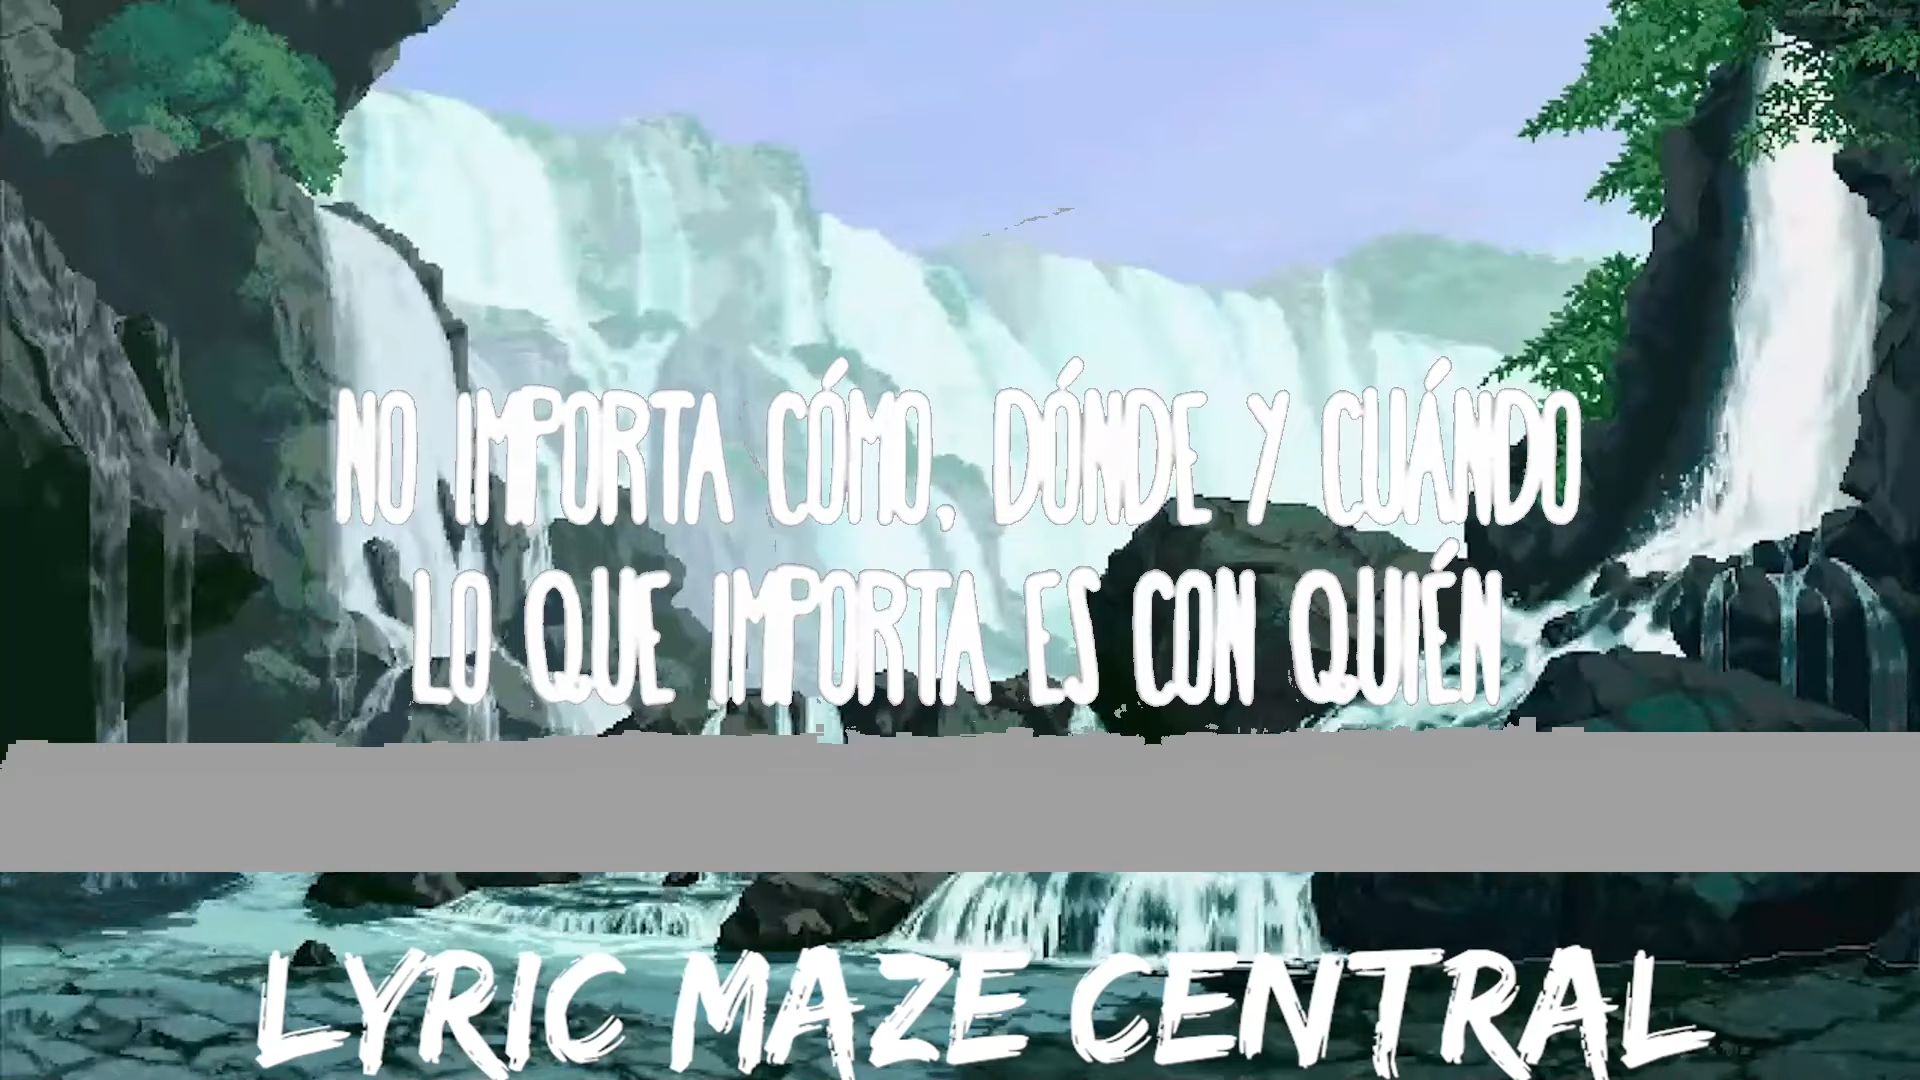 NO IMPORTA CÓMO, DÓNDE Y CUÁNDO
LO QUE IMPORTA ES CON QUIÉN
LYRIC MAZE CENTRAL